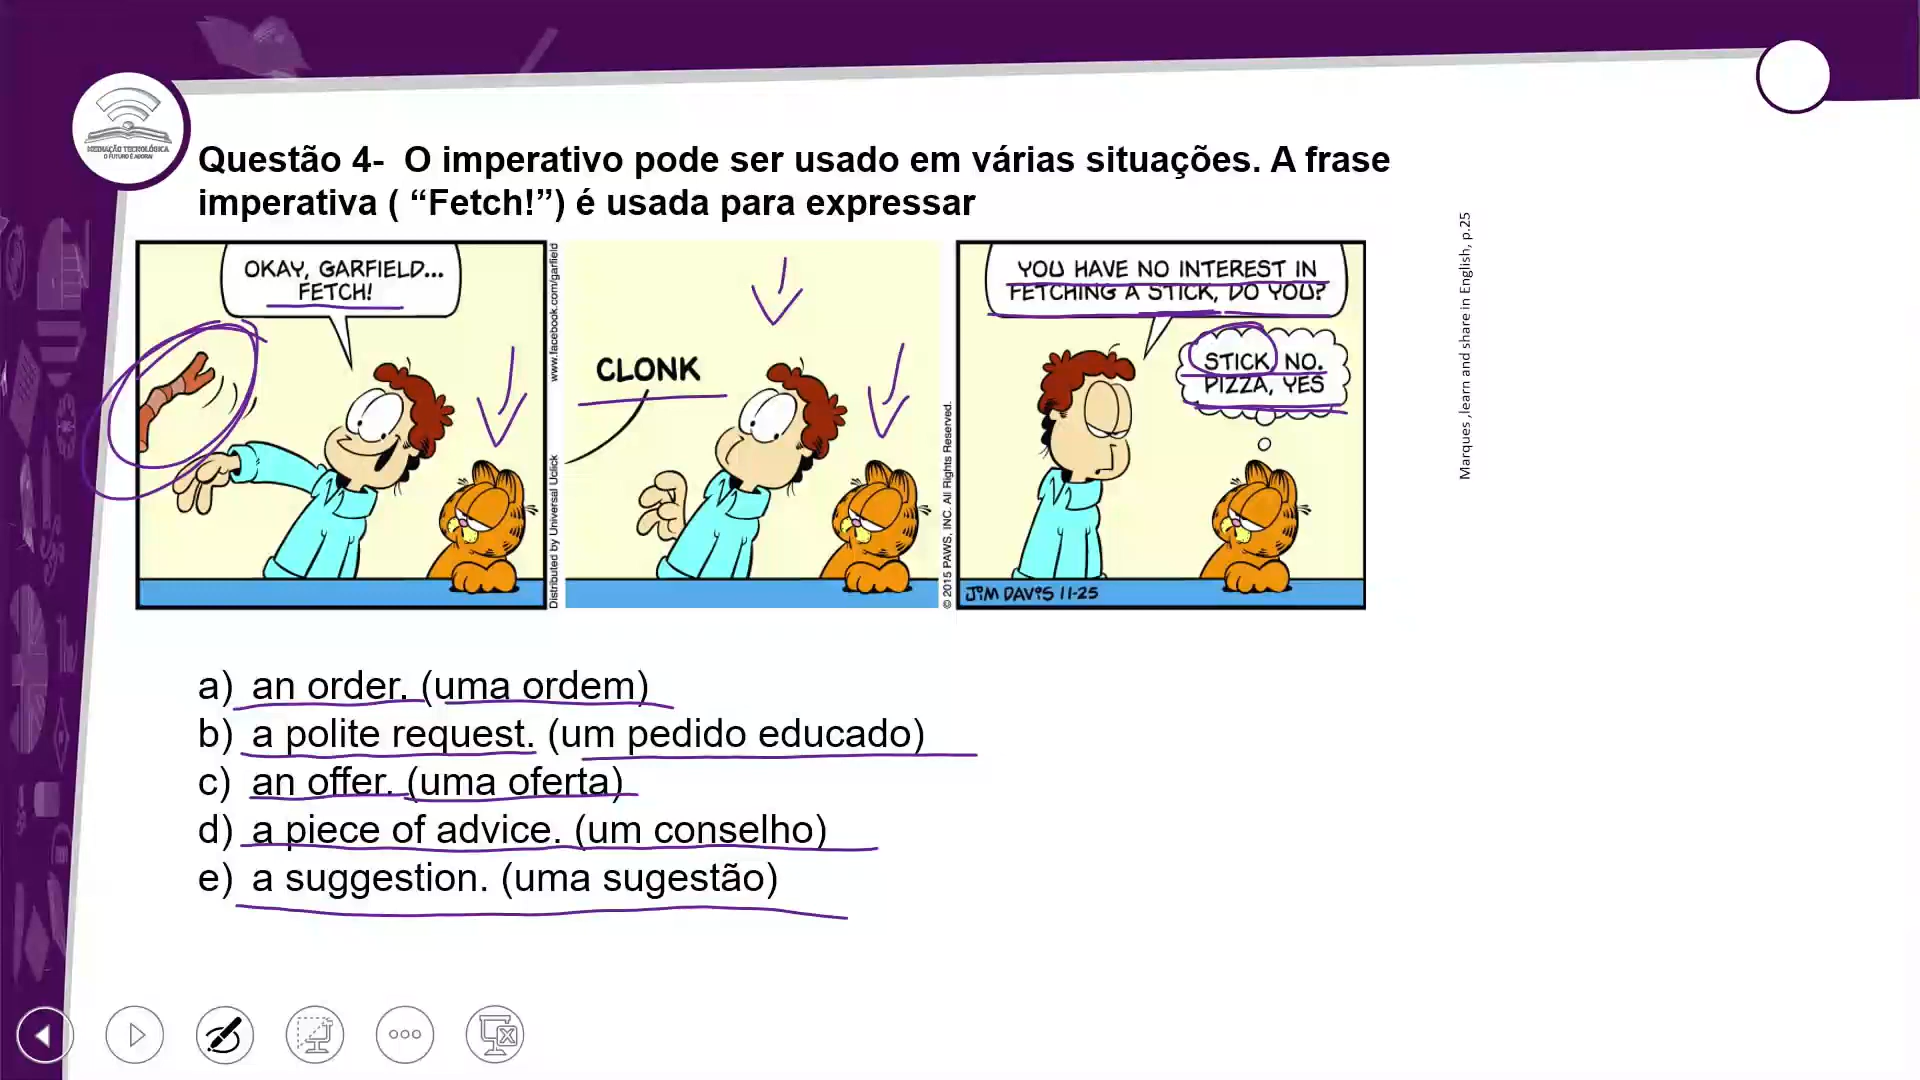 MEDIAÇÃO TECNOLÓGICA
O FUTURO É AGORA!
Questão 4- O imperativo pode ser usado em várias situações. A frase
imperativa ( “Fetch!”) é usada para expressar
OKAY, GARFIELD...
FETCH!
www.facebook.com/garfield
Distributed by Universal Uclick
CLONK
© 2015 PAWS, INC. All Rights Reserved.
YOU HAVE NO INTEREST IN
FETCHING A STICK, DO YOU?
STICK, NO.
PIZZA, YES
JIM DAVIS 11-25
Marques ,learn and share in English, p.25
a) an order. (uma ordem)
b) a polite request. (um pedido educado)
c) an offer. (uma oferta)
d) a piece of advice. (um conselho)
e) a suggestion. (uma sugestão)